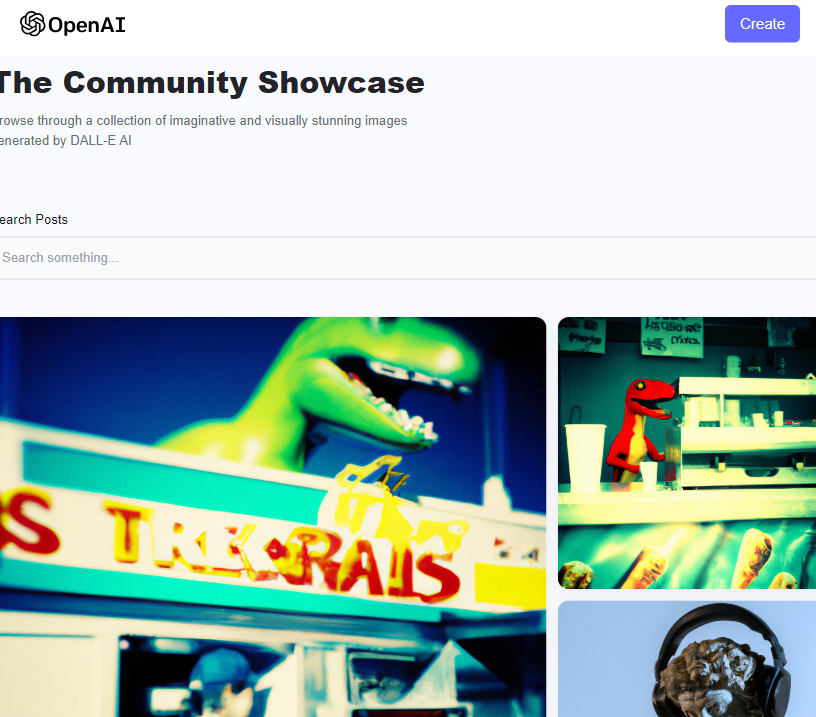 OpenAI
Create
The Community Showcase
rowse through a collection of imaginative and visually stunning images
enerated by DALL-E AI
earch Posts
Search something...
S TREKORAIS